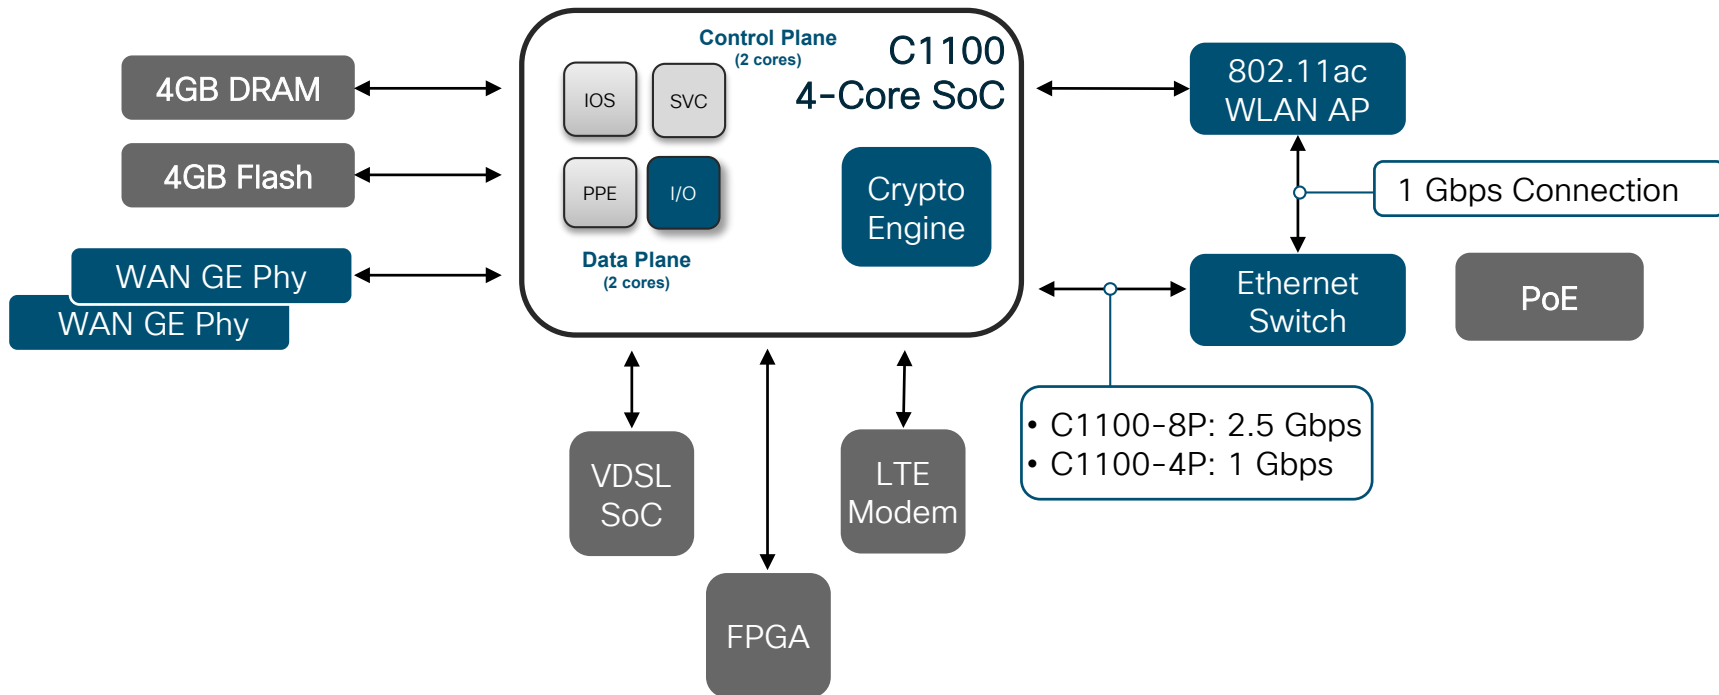 Control Plane
(2 cores)
C1100
4-Core SoC
IOS
SVC
PPE
I/O
Data Plane
(2 cores)
Crypto
Engine
4GB DRAM
4GB Flash
WAN GE Phy
WAN GE Phy
802.11ac
WLAN AP
1 Gbps Connection
Ethernet
Switch
PoE
• C1100-8P: 2.5 Gbps
• C1100-4P: 1 Gbps
VDSL
SoC
LTE
Modem
FPGA